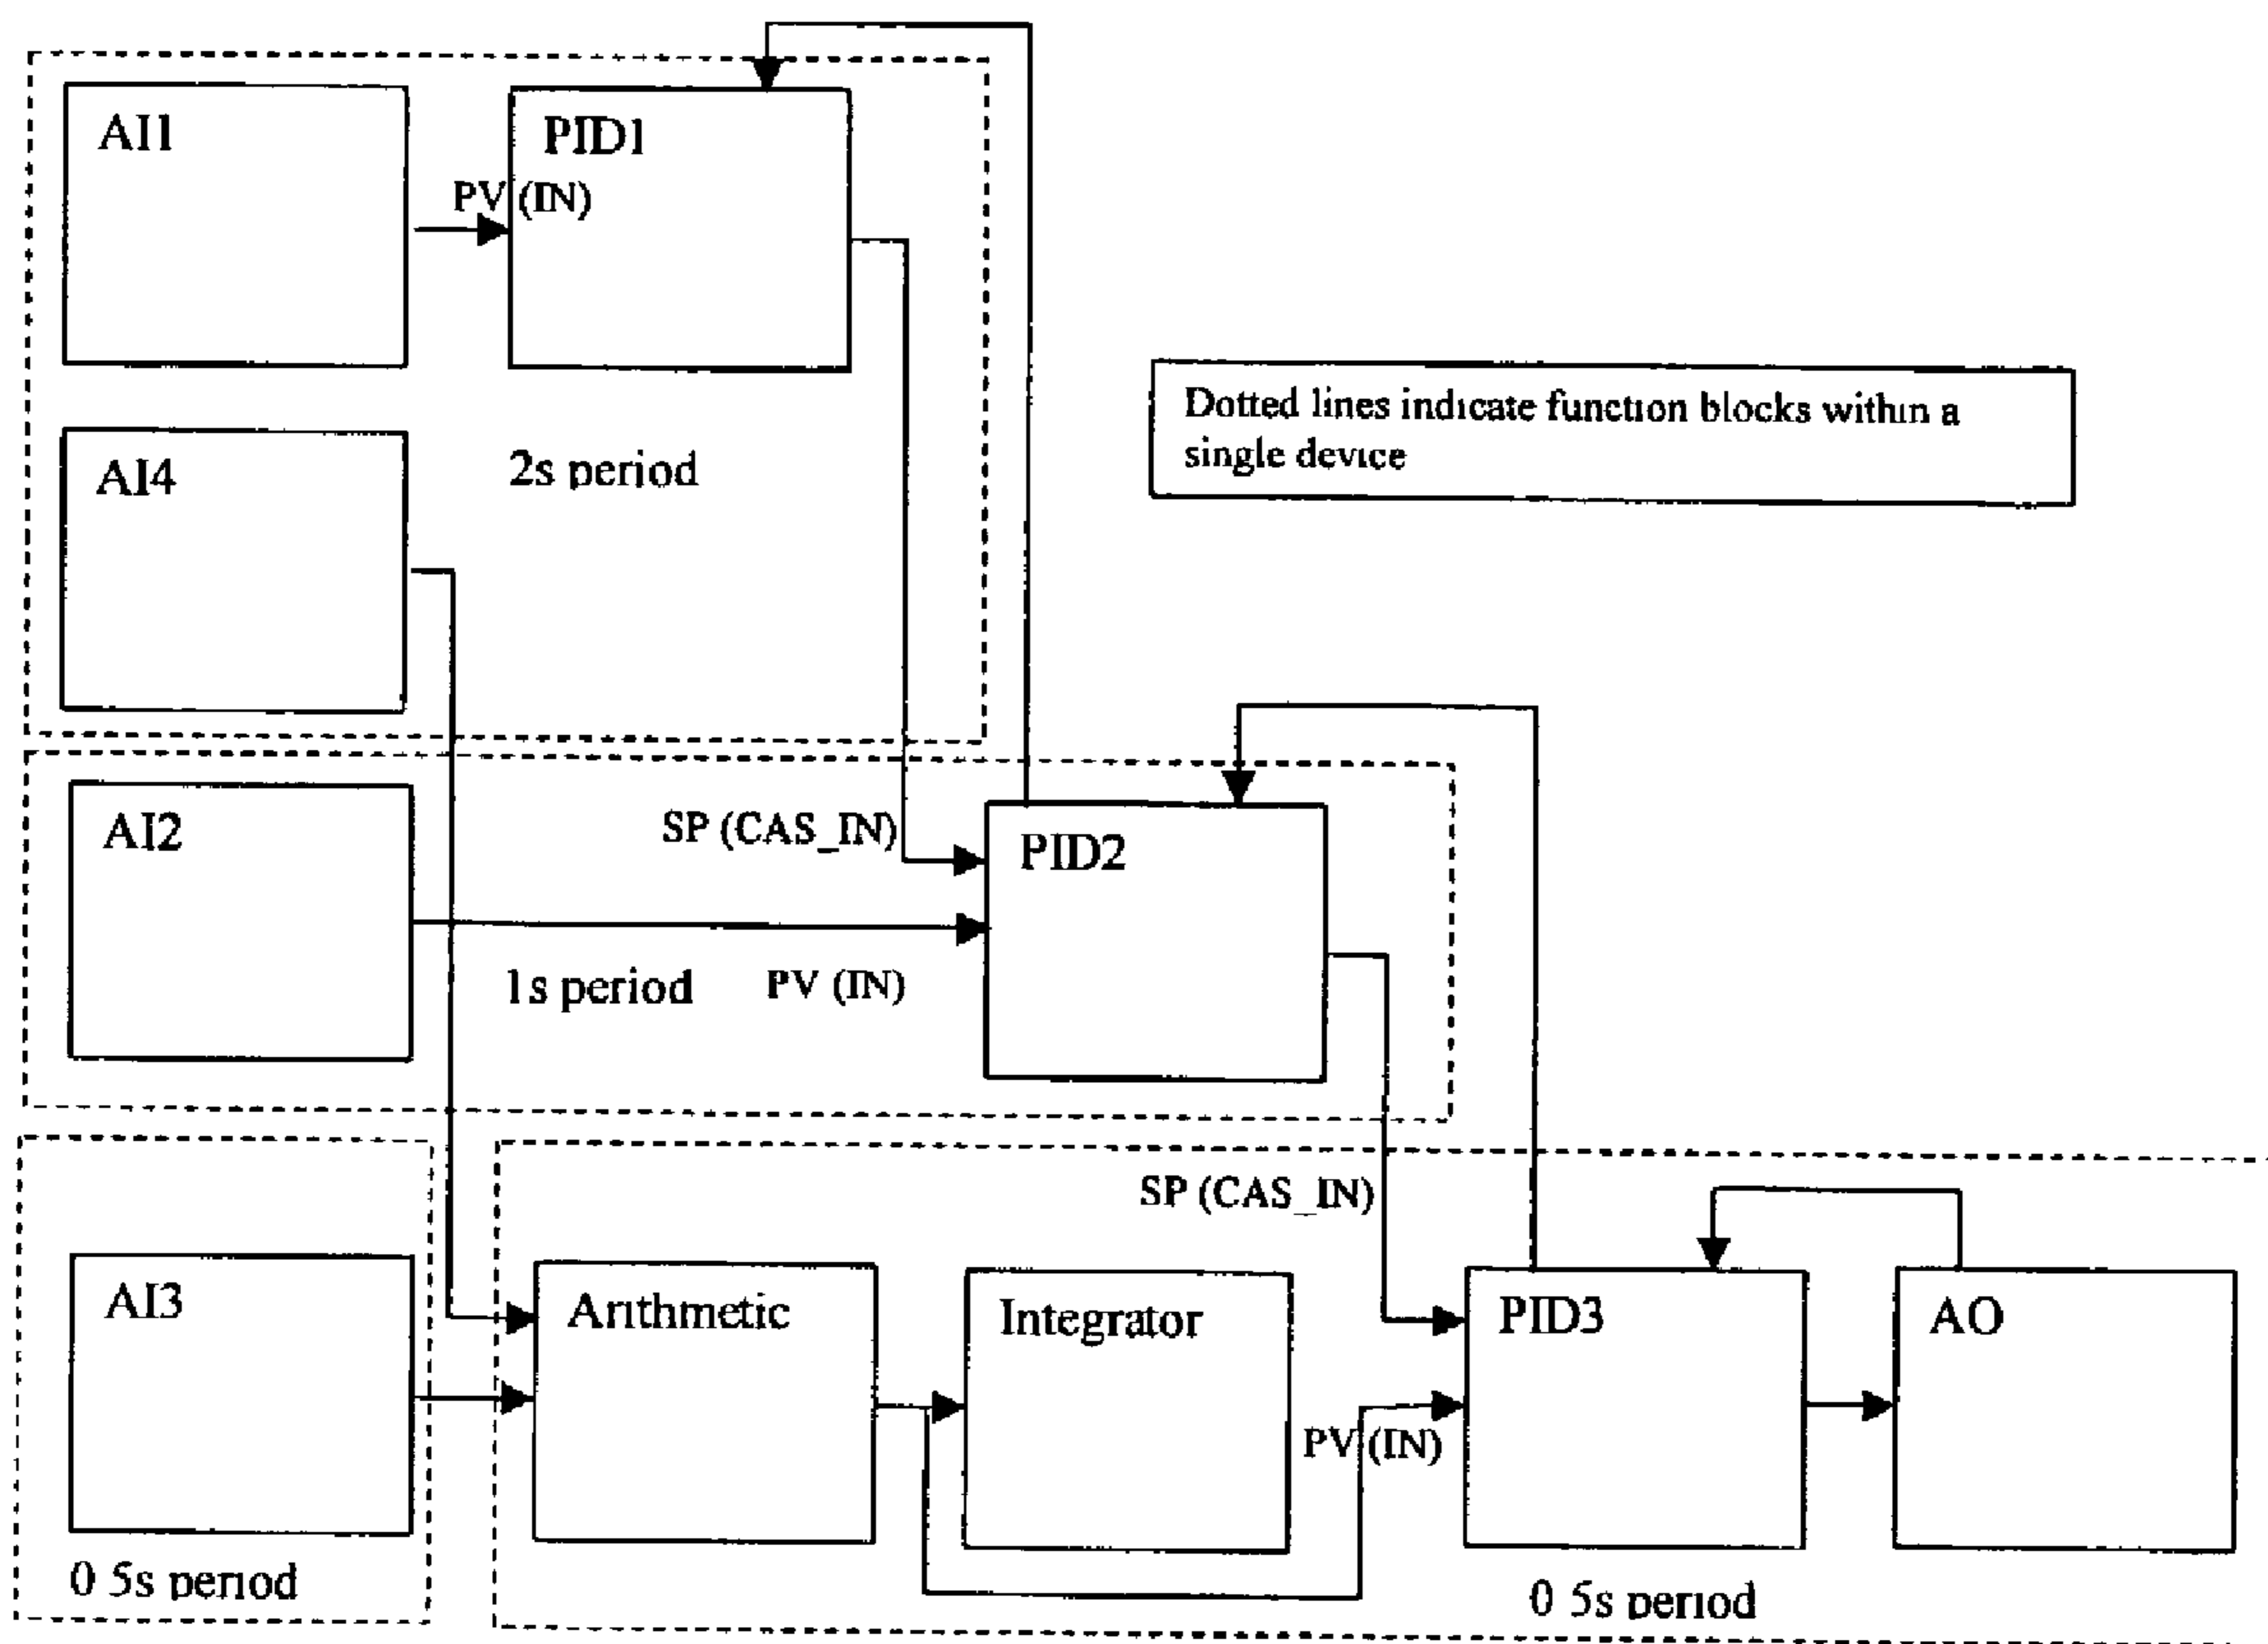 AI1
PID1
PV (IN)
AI4
2s period
Dotted lines indicate function blocks within a
single device
AI2
SP (CAS_IN)
PID2
1s period
PV (IN)
SP (CAS_IN)
AI3
Arithmetic
Integrator
PID3
AO
PV (IN)
0 5s period
0 5s period